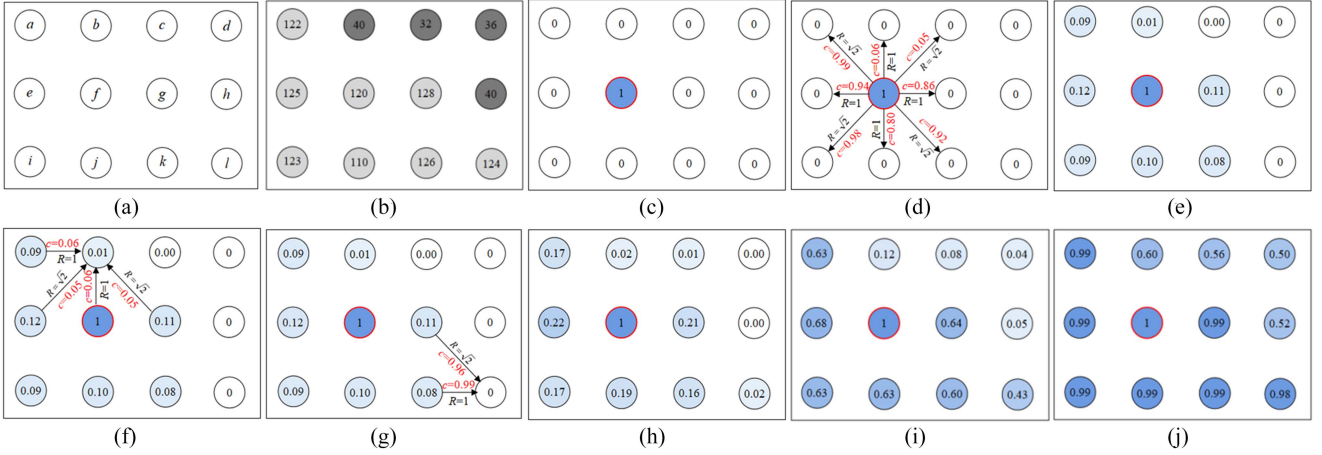 a b c d
e f g h
i j k l
(a)
122 40 32 36
125 120 128 40
123 110 126 124
(b)
0 0 0 0
0 1 0 0
0 0 0 0
(c)
0 0 0 0
R=√2
c=0.99
c=0.06
R=1
c=0.05
R=√2
0 1 0 0
c=0.94
R=1
c=0.86
R=1
R=√2
c=0.98
R=1
c=0.80
c=0.92
R=√2
0 0 0 0
(d)
0.09 0.01 0.00 0
0.12 1 0.11 0
0.09 0.10 0.08 0
(e)
0.09 0.01 0.00 0
c=0.06
R=1
R=√2
c=0.05
c=0.06
R=1
R=√2
c=0.05
0.12 1 0.11 0
0.09 0.10 0.08 0
(f)
0.09 0.01 0.00 0
0.12 1 0.11 0
R=√2
c=0.96
0.09 0.10 0.08 0
c=0.99
R=1
(g)
0.17 0.02 0.01 0.00
0.22 1 0.21 0.00
0.17 0.19 0.16 0.02
(h)
0.63 0.12 0.08 0.04
0.68 1 0.64 0.05
0.63 0.63 0.60 0.43
(i)
0.99 0.60 0.56 0.50
0.99 1 0.99 0.52
0.99 0.99 0.99 0.98
(j)